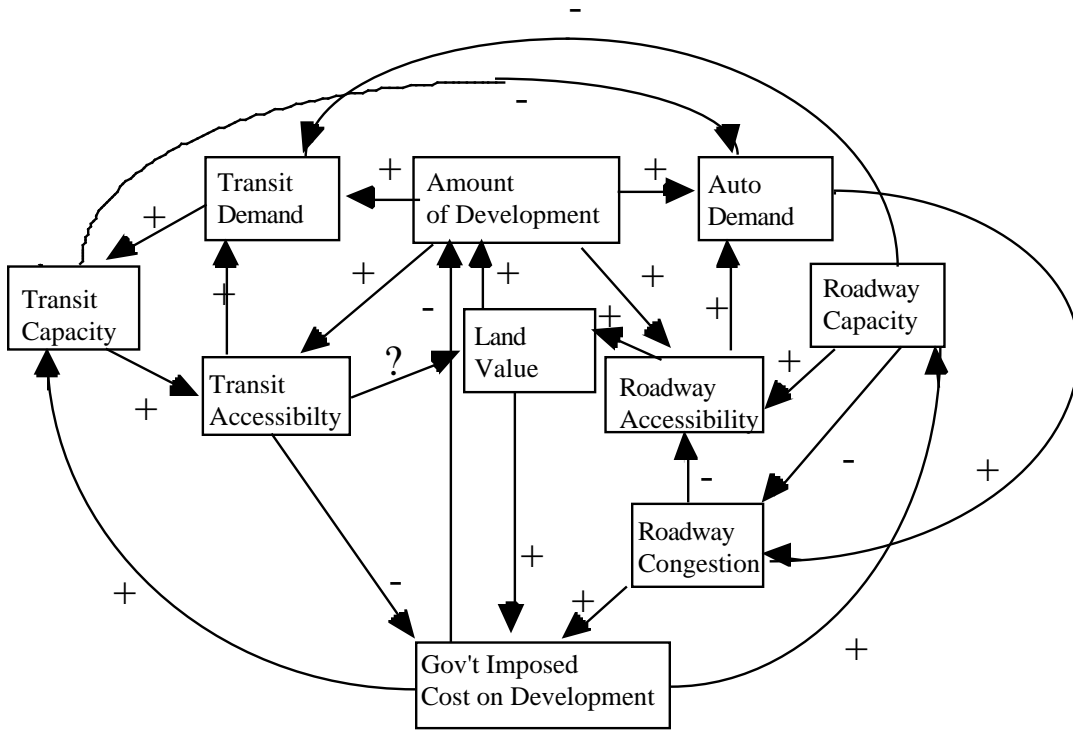 -
-
Transit
Demand
+
Amount
of Development
+
Auto
Demand
+
Transit
Capacity
+
+
-
+
+
+
+
Roadway
Capacity
Land
Value
?
+
+
Transit
Accessibilty
Roadway
Accessibility
-
-
+
Roadway
Congestion
-
+
+
+
+
Gov't Imposed
Cost on Development